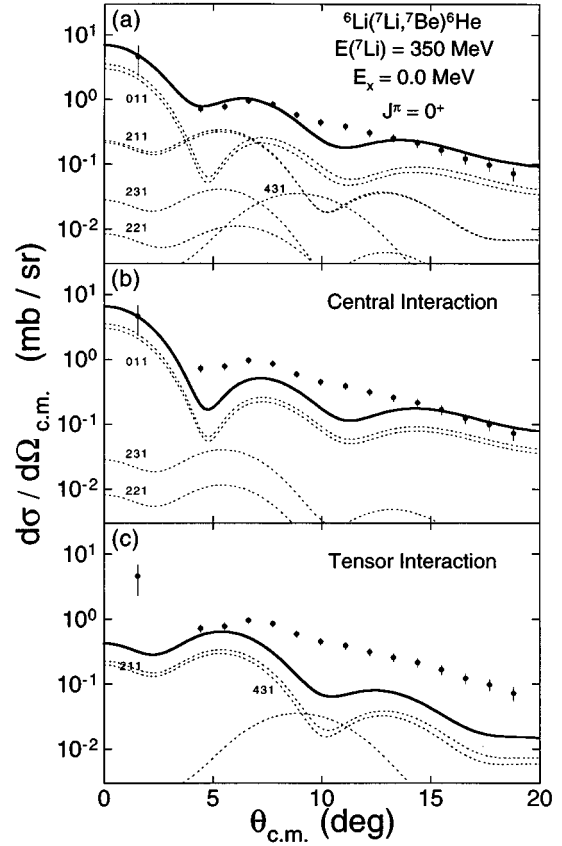 (a)
⁶Li(⁷Li,⁷Be)⁶He
E(⁷Li) = 350 MeV
Eₓ = 0.0 MeV
J^π = 0⁺
10¹
10⁰
10⁻¹
10⁻²
011
211
231
431
221
(b)
Central Interaction
10¹
10⁰
10⁻¹
10⁻²
011
231
221
(c)
Tensor Interaction
10¹
10⁰
10⁻¹
10⁻²
211
431
0 5 10 15 20
θc.m. (deg)
dσ / dΩc.m. (mb / sr)